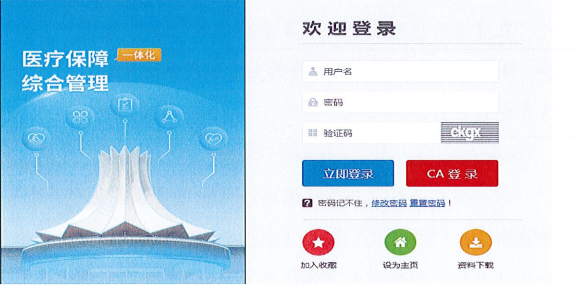 医疗保障 一体化
综合管理
欢迎登录
用户名
密码
验证码 ckgx
立即登录 CA 登 录
? 密码记不住，修改密码 重置密码！
加入收藏 设为主页 资料下载